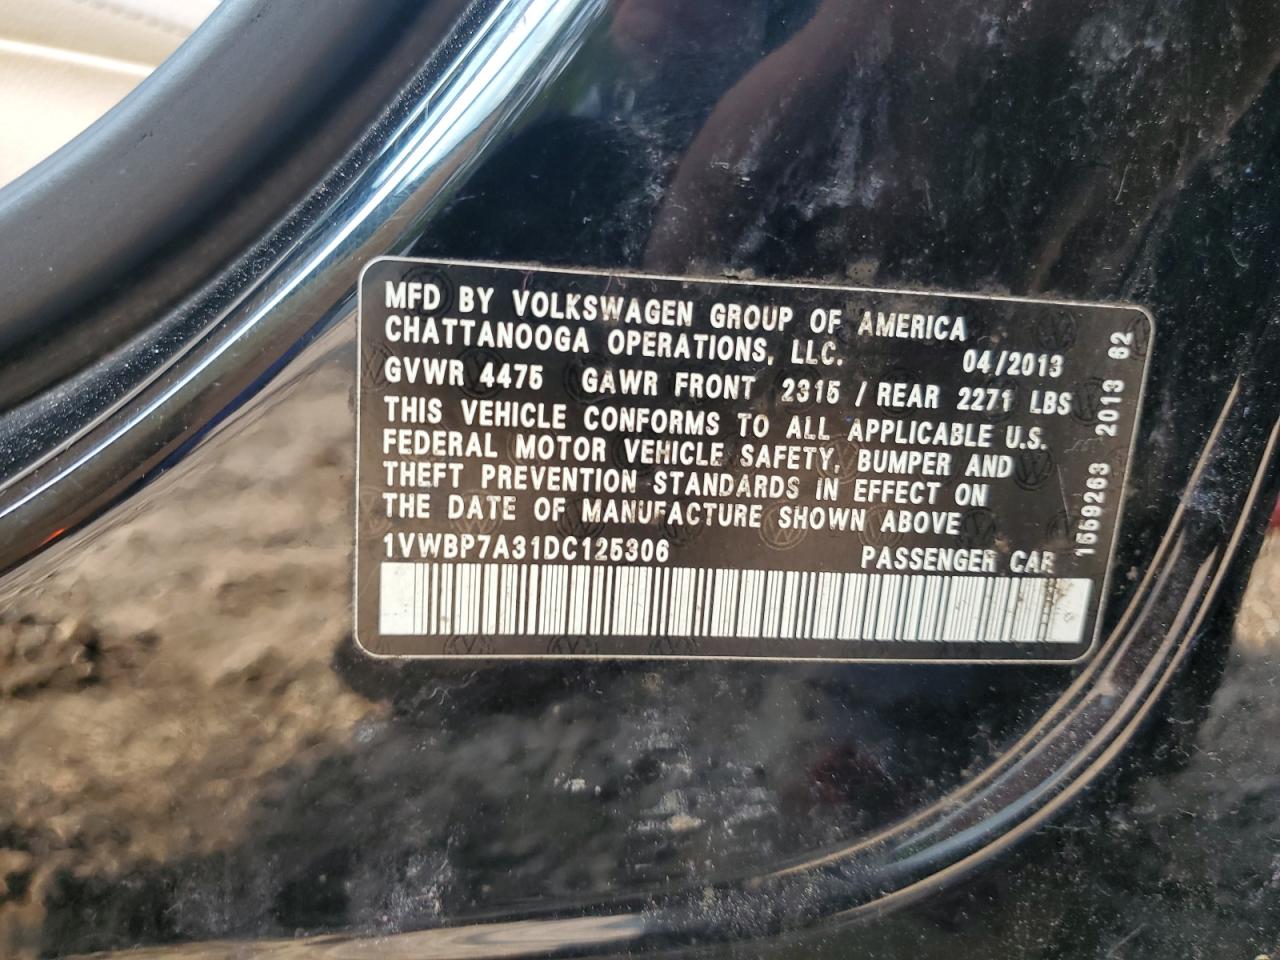 MFD BY VOLKSWAGEN GROUP OF AMERICA
CHATTANOOGA OPERATIONS, LLC. 04/2013
GVWR 4475 GAWR FRONT 2315 / REAR 2271 LBS
THIS VEHICLE CONFORMS TO ALL APPLICABLE U.S.
FEDERAL MOTOR VEHICLE SAFETY, BUMPER AND
THEFT PREVENTION STANDARDS IN EFFECT ON
THE DATE OF MANUFACTURE SHOWN ABOVE
1VWBP7A31DC125306 PASSENGER CAR
1569263 2013 62